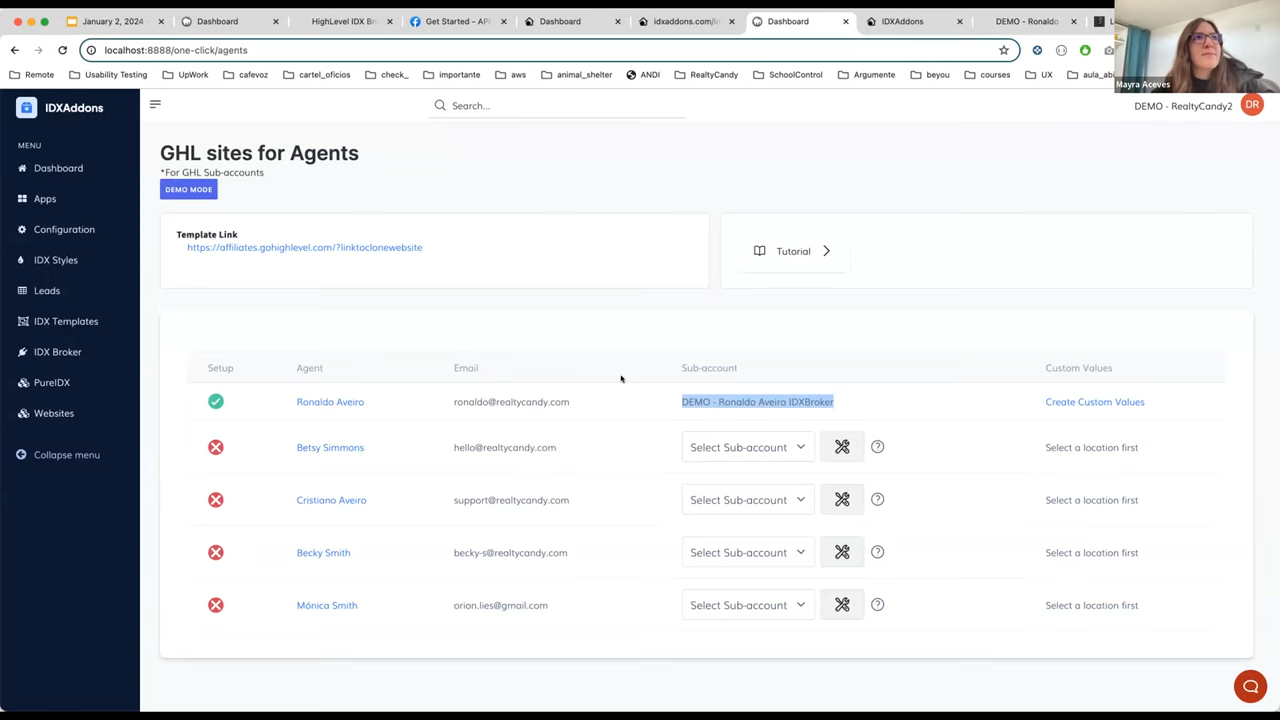 January 2, 2024 -
Dashboard
HighLevel IDX Br
Get Started - API
Dashboard
idxaddons.com/i
Dashboard
IDXAddons
DEMO - Ronaldo
localhost:8888/one-click/agents
Remote
Usability Testing
UpWork
cafevoz
cartel_oficios
check_
importante
aws
animal_shelter
ANDI
RealtyCandy
SchoolControl
Argumente
beyou
courses
UX
Mayra Aceves
IDXAddons
Search...
DEMO - RealtyCandy2
DR
MENU
Dashboard
Apps
Configuration
IDX Styles
Leads
IDX Templates
IDX Broker
PureIDX
Websites
Collapse menu
GHL sites for Agents
*For GHL Sub-accounts
DEMO MODE
Template Link
https://affiliates.gohighlevel.com/?linktoclonewebsite
Tutorial
Setup Agent Email Sub-account Custom Values
Ronaldo Aveiro ronaldo@realtycandy.com DEMO - Ronaldo Aveiro IDXBroker Create Custom Values
Betsy Simmons hello@realtycandy.com Select Sub-account Select a location first
Cristiano Aveiro support@realtycandy.com Select Sub-account Select a location first
Becky Smith becky-s@realtycandy.com Select Sub-account Select a location first
Mónica Smith orion.lies@gmail.com Select Sub-account Select a location first